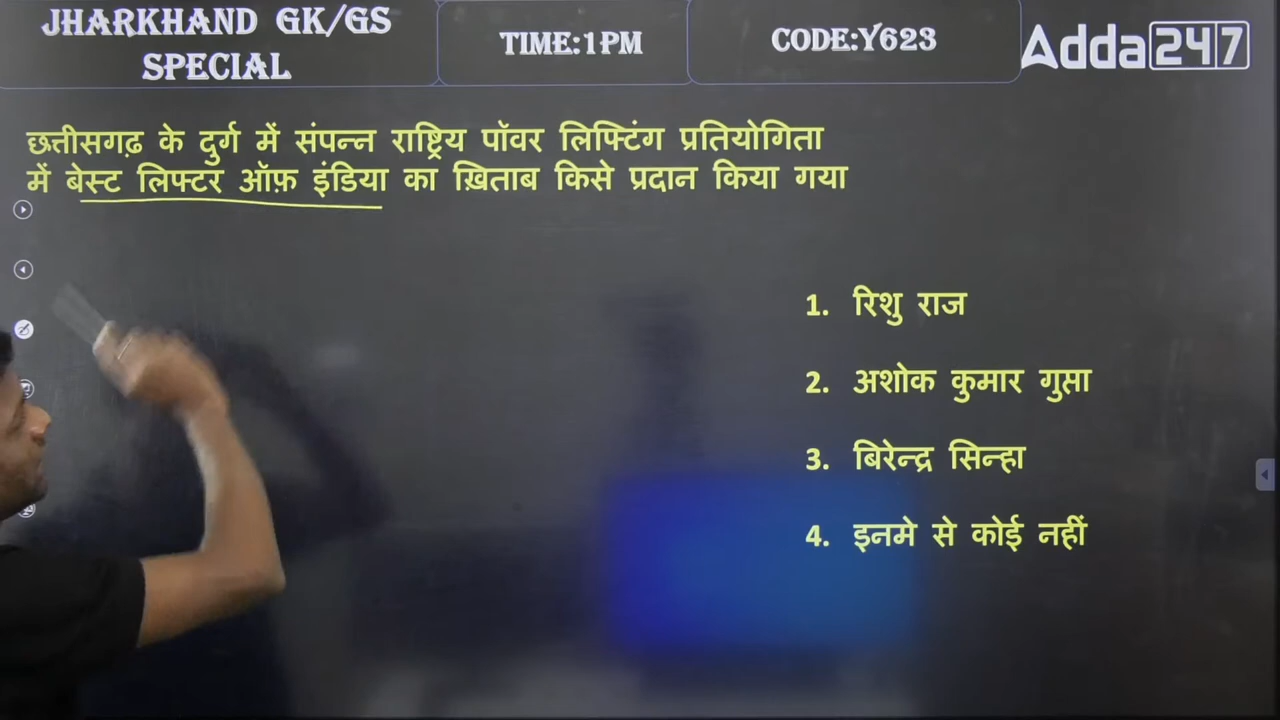 JHARKHAND GK/GS
SPECIAL
TIME:1PM
CODE:Y623
Adda247
छत्तीसगढ़ के दुर्ग में संपन्न राष्ट्रिय पॉवर लिफ्टिंग प्रतियोगिता
में बेस्ट लिफ्टर ऑफ़ इंडिया का ख़िताब किसे प्रदान किया गया
1. रिशु राज
2. अशोक कुमार गुप्ता
3. बिरेन्द्र सिन्हा
4. इनमे से कोई नहीं